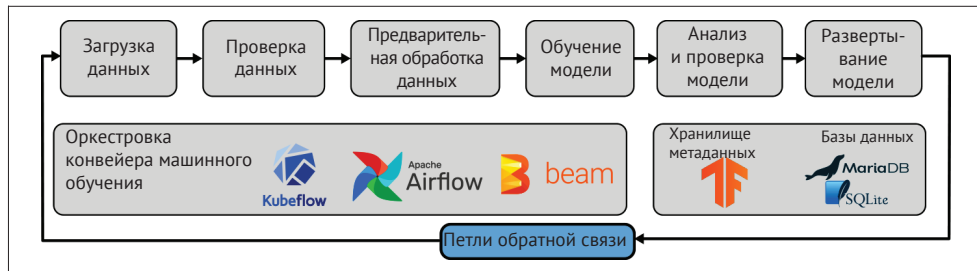 Загрузка
данных
Проверка
данных
Предваритель-
ная обработка
данных
Обучение
модели
Анализ
и проверка
модели
Разверты-
вание
модели
Оркестровка
конвейера машинного
обучения
Kubeflow
Apache
Airflow
beam
Хранилище
метаданных
Базы данных
MariaDB
SQLite
Петли обратной связи